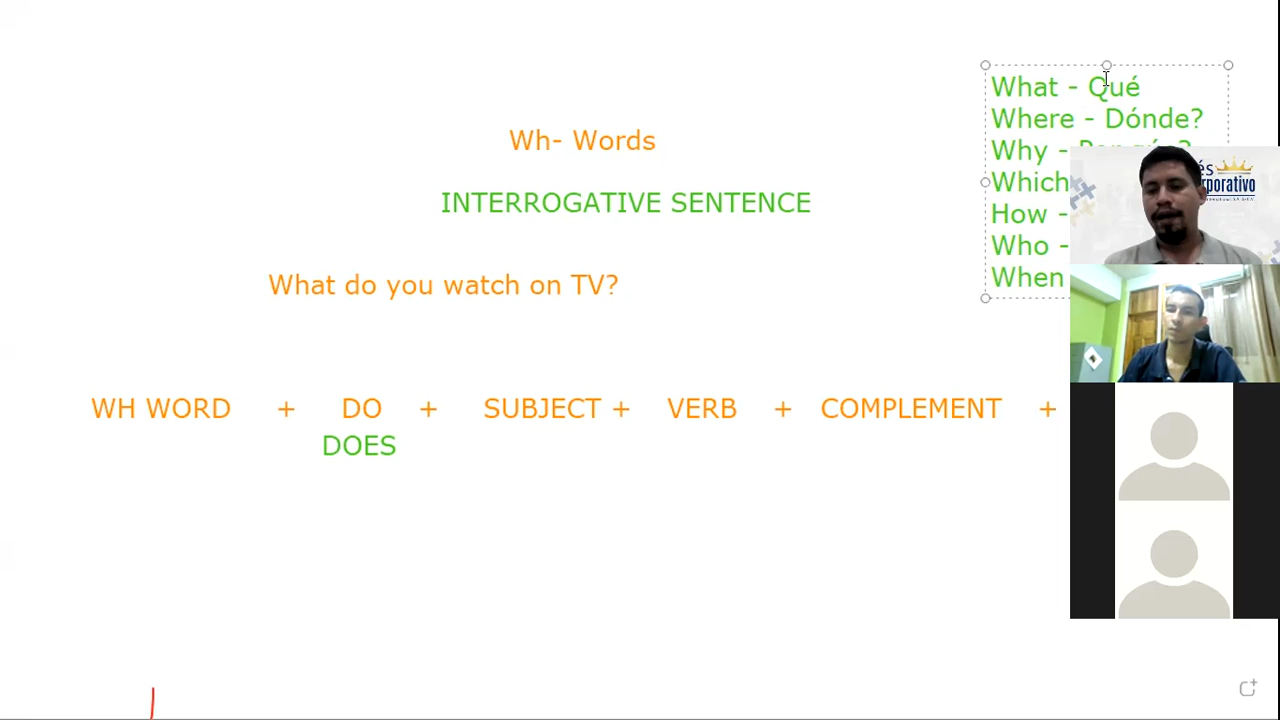 Wh- Words
INTERROGATIVE SENTENCE
What do you watch on TV?
WH WORD + DO + SUBJECT + VERB + COMPLEMENT +
DOES
What - Qué
Where - Dónde?
Why -
Which
How -
Who -
When